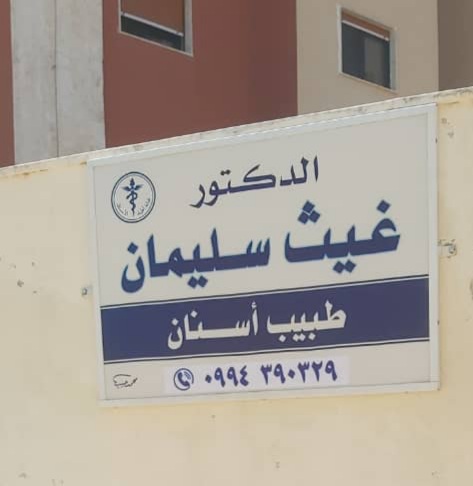 الدكتور
غيث سليمان
طبيب أسنان
٠٩٩٤ ٣٩٠٣٢٩